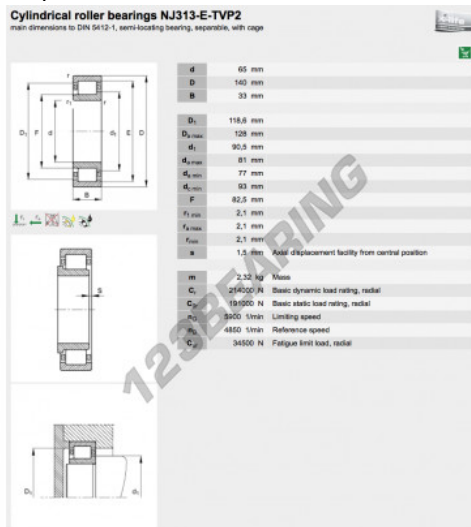 Cylindrical roller bearings NJ313-E-TVP2
main dimensions to DIN 5412-1, semi-locating bearing, separable, with cage
d 65 mm
D 140 mm
B 33 mm
D1 118,6 mm
Da max 128 mm
d1 90,5 mm
da max 81 mm
da min 77 mm
dc min 93 mm
F 82,5 mm
r1 min 2,1 mm
ra max 2,1 mm
rmin 2,1 mm
s 1,5 mm Axial displacement facility from central position
m 2,32 kg Mass
Cr 214000 N Basic dynamic load rating, radial
191000 N Basic static load rating, radial
nG 5900 1/min Limiting speed
4850 1/min Reference speed
34500 N Fatigue limit load, radial
123BEARING